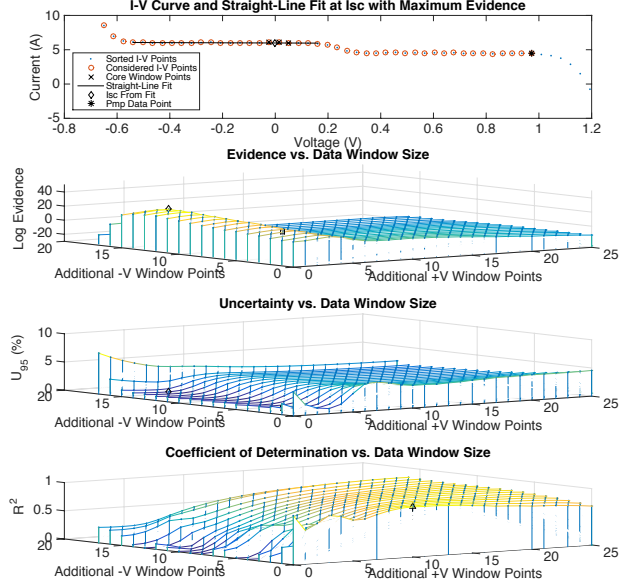 I-V Curve and Straight-Line Fit at Isc with Maximum Evidence
10
5
0
-5
Current (A)
Sorted I-V Points
Considered I-V Points
Core Window Points
Straight-Line Fit
Isc From Fit
Pmp Data Point
-0.8 -0.6 -0.4 -0.2 0 0.2 0.4 0.6 0.8 1 1.2
Voltage (V)
Evidence vs. Data Window Size
Log Evidence
40
20
0
-20
20 15 10 5 0
Additional -V Window Points
0 5 10 15 20 25
Additional +V Window Points
Uncertainty vs. Data Window Size
U95 (%)
10
5
0
20 15 10 5 0
Additional -V Window Points
0 5 10 15 20 25
Additional +V Window Points
Coefficient of Determination vs. Data Window Size
R2
1
0.5
0
20 15 10 5 0
Additional -V Window Points
0 5 10 15 20 25
Additional +V Window Points